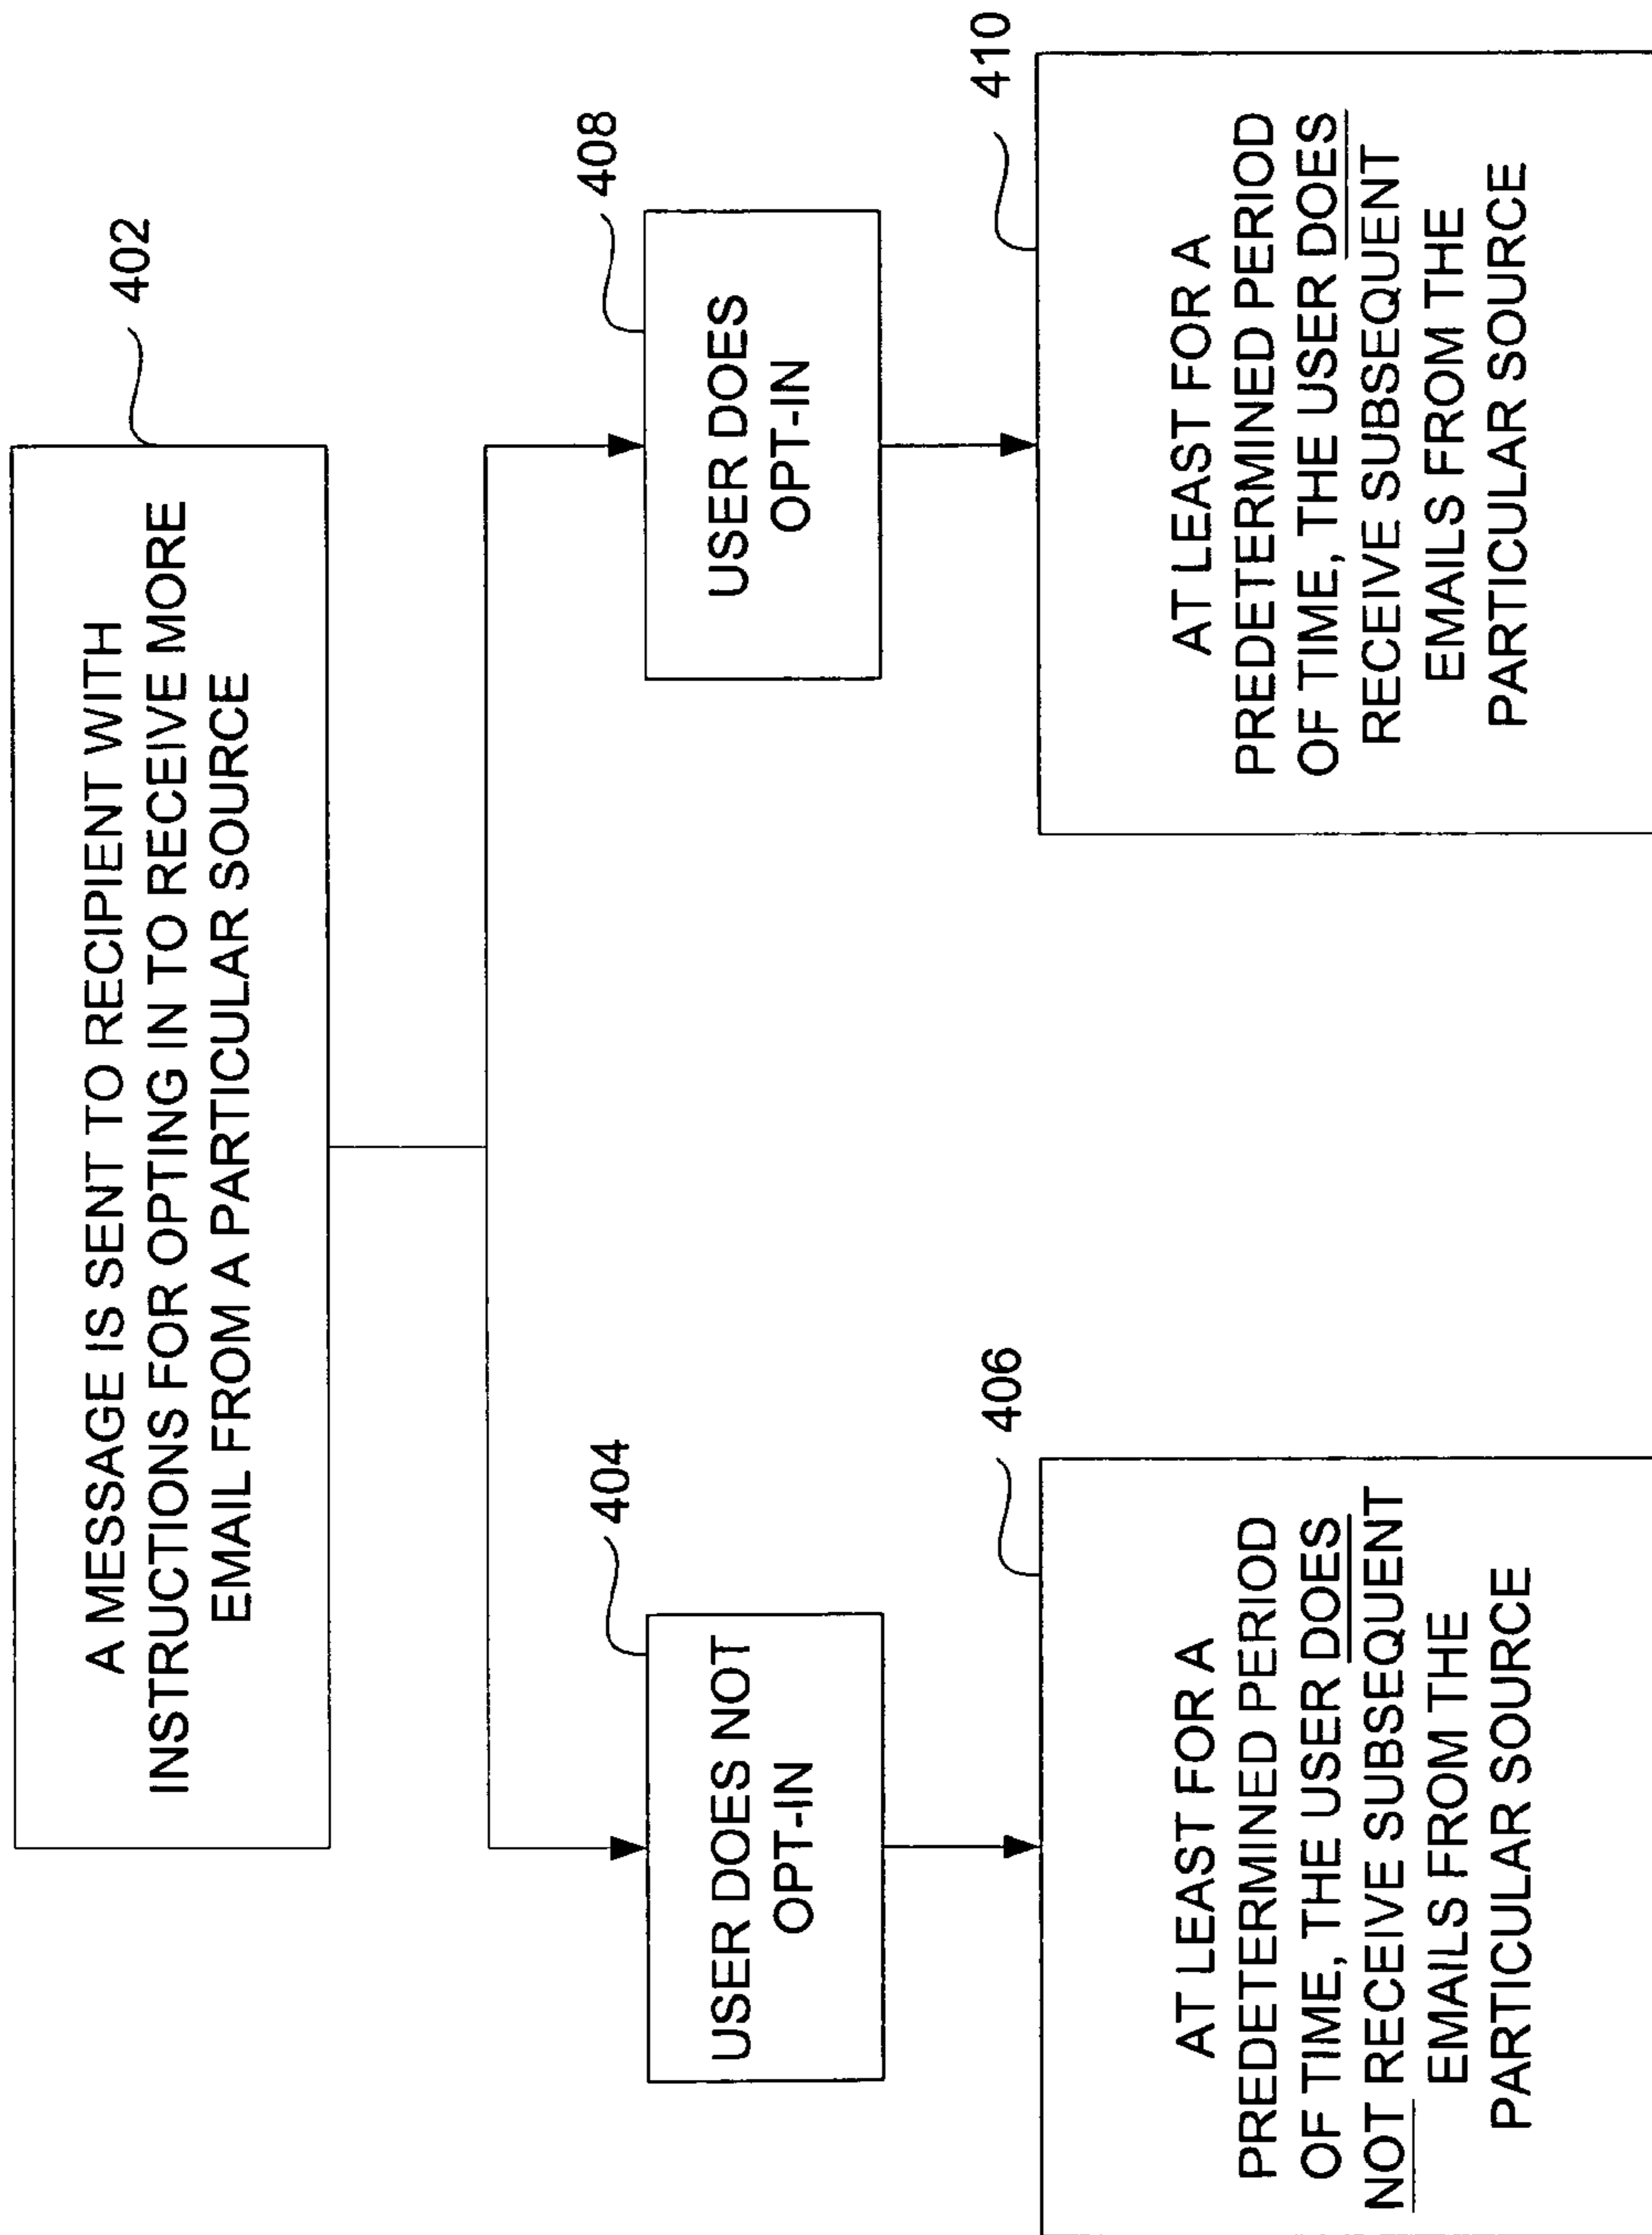 A MESSAGE IS SENT TO RECIPIENT WITH
INSTRUCTIONS FOR OPTING IN TO RECEIVE MORE
EMAIL FROM A PARTICULAR SOURCE
402
USER DOES NOT
OPT-IN
404
USER DOES
OPT-IN
408
AT LEAST FOR A
PREDETERMINED PERIOD
OF TIME, THE USER DOES
NOT RECEIVE SUBSEQUENT
EMAILS FROM THE
PARTICULAR SOURCE
406
AT LEAST FOR A
PREDETERMINED PERIOD
OF TIME, THE USER DOES
RECEIVE SUBSEQUENT
EMAILS FROM THE
PARTICULAR SOURCE
410